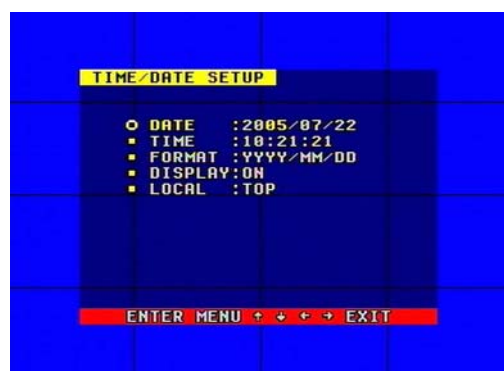 TIME/DATE SETUP
DATE :2005/07/22
TIME :10:21:21
FORMAT :YYYY/MM/DD
DISPLAY:ON
LOCAL :TOP
ENTER MENU ↑ ↓ ← → EXIT